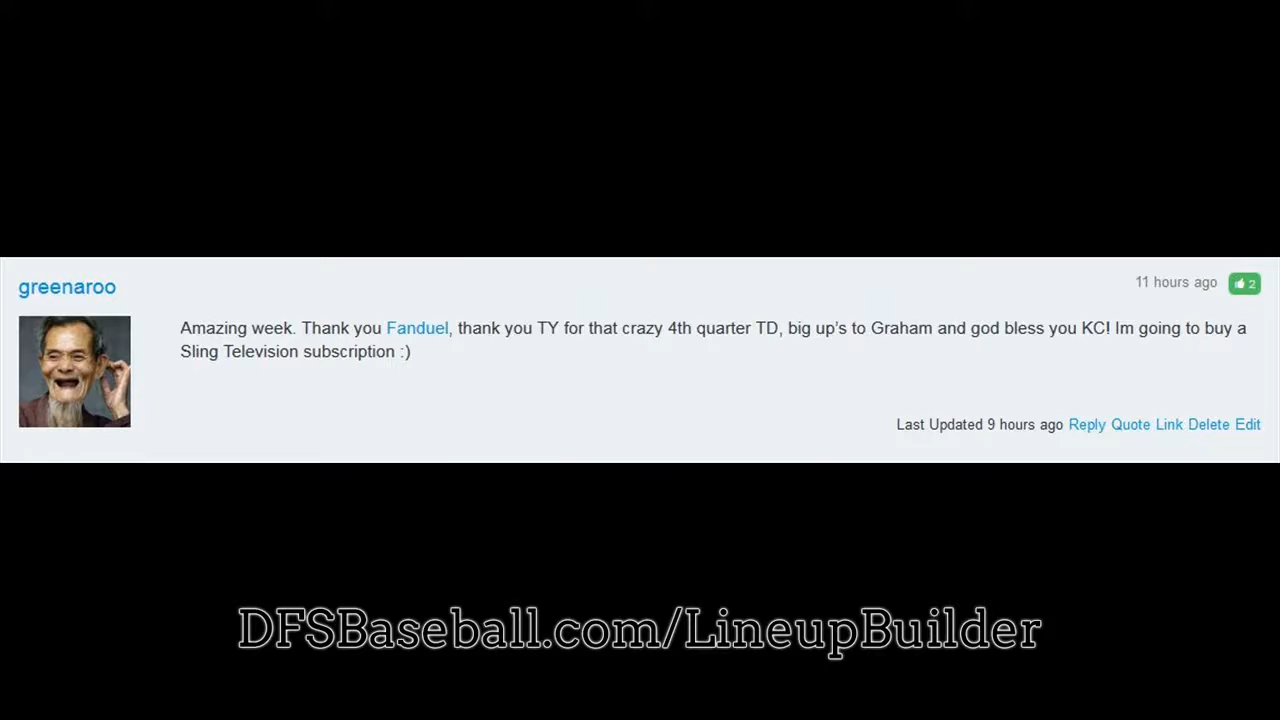 greenaroo
11 hours ago 2
Amazing week. Thank you Fanduel, thank you TY for that crazy 4th quarter TD, big up's to Graham and god bless you KC! Im going to buy a
Sling Television subscription :)
Last Updated 9 hours ago Reply Quote Link Delete Edit
DFSBaseball.com/LineupBuilder